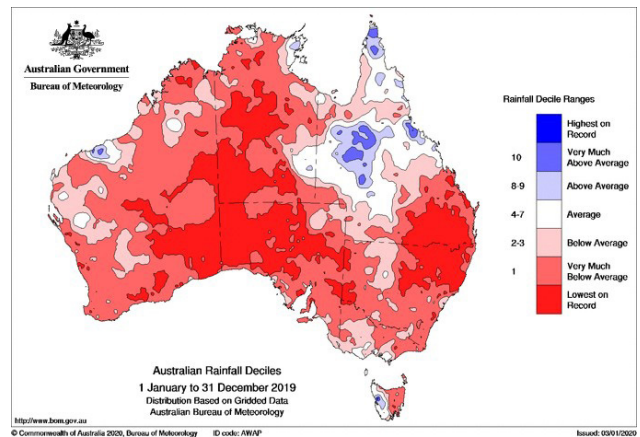 Australian Government
Bureau of Meteorology
Rainfall Decile Ranges
Highest on
Record
10 Very Much
Above Average
8-9 Above Average
4-7 Average
2-3 Below Average
1 Very Much
Below Average
Lowest on
Record
Australian Rainfall Deciles
1 January to 31 December 2019
Distribution Based on Gridded Data
Australian Bureau of Meteorology
http://www.bom.gov.au
© Commonwealth of Australia 2020, Bureau of Meteorology ID code: AWAP Issued: 03/01/2020